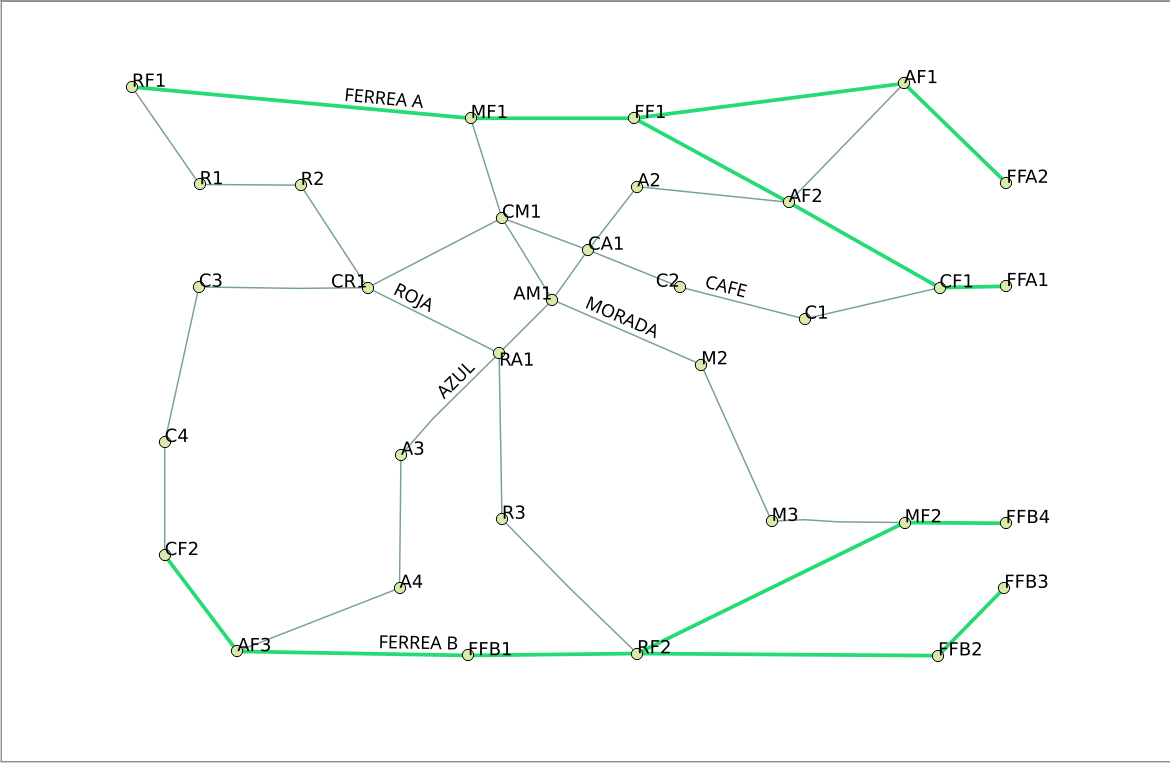 RF1
FERREA A
MF1
FF1
AF1
R1
R2
A2
AF2
FFA2
CM1
CA1
C3
CR1
ROJA
AM1
C2
CAFE
CF1
FFA1
MORADA
C1
RA1
M2
AZUL
C4
A3
R3
M3
MF2
FFB4
CF2
A4
FFB3
AF3
FERREA B
FFB1
RF2
FFB2